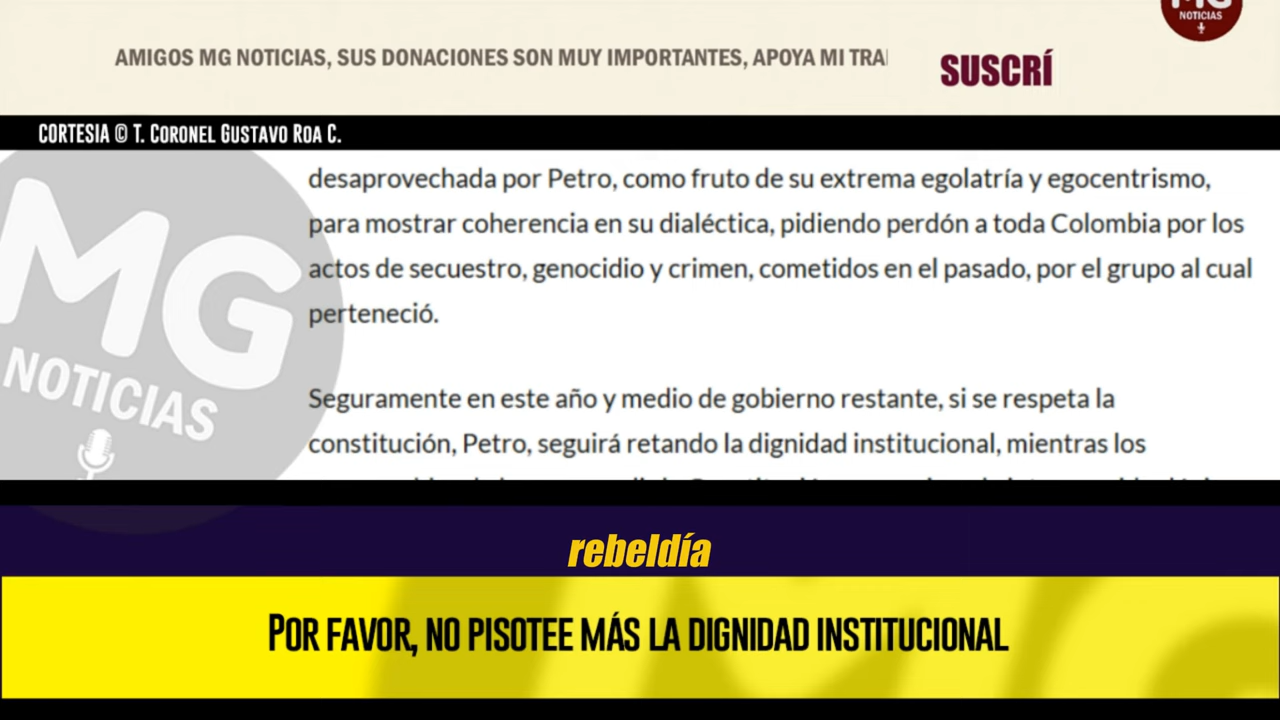 MG
NOTICIAS
AMIGOS MG NOTICIAS, SUS DONACIONES SON MUY IMPORTANTES, APOYA MI
SUSCRÍ
CORTESIA © T. CORONEL GUSTAVO ROA C.
desaprovechada por Petro, como fruto de su extrema egolatría y egocentrismo,
para mostrar coherencia en su dialéctica, pidiendo perdón a toda Colombia por los
actos de secuestro, genocidio y crimen, cometidos en el pasado, por el grupo al cual
perteneció.
MG
NOTICIAS
Seguramente en este año y medio de gobierno restante, si se respeta la
constitución, Petro, seguirá retando la dignidad institucional, mientras los
rebeldía
POR FAVOR, NO PISOTEE MÁS LA DIGNIDAD INSTITUCIONAL